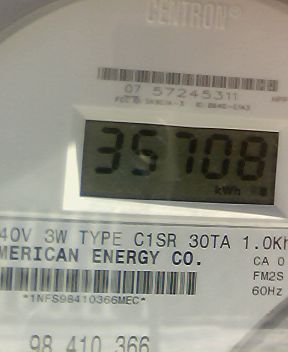 CENTRON®
07 57245311
35708
kWh
40V 3W TYPE C1SR 30TA 1.0Kh
MERICAN ENERGY CO.
CA 0
FM2S
60Hz
*1NFS98410366MEC*
98 410 366